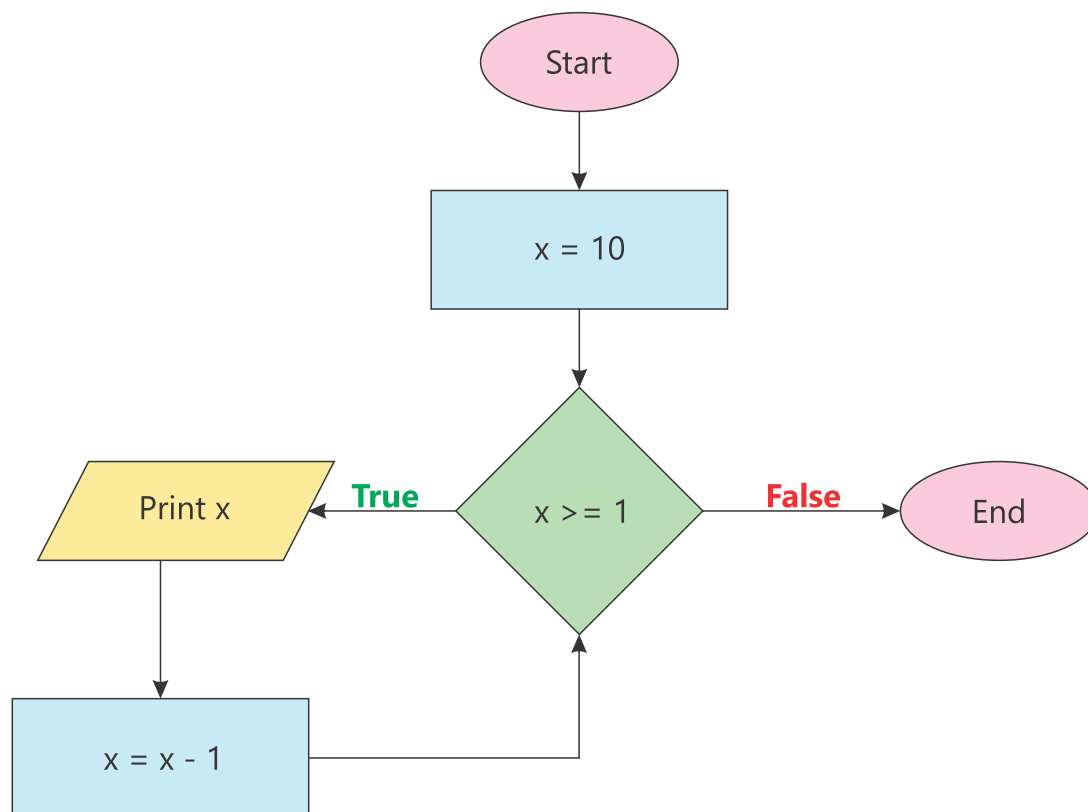 Start
x = 10
x >= 1
True
False
Print x
End
x = x - 1